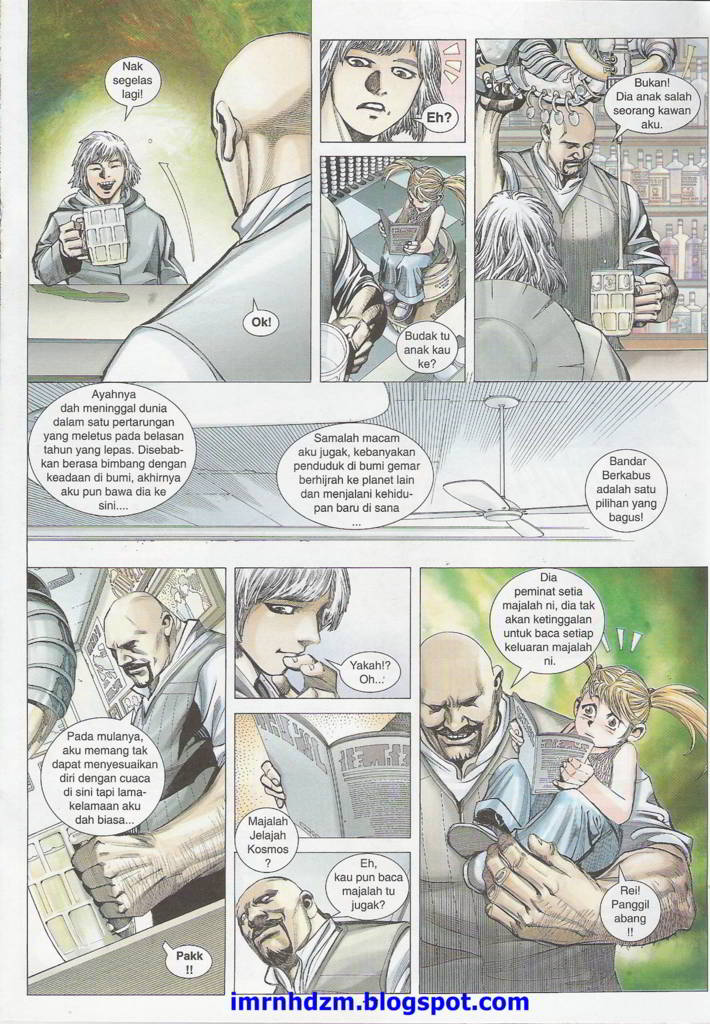 Nak
segelas
lagi!
Ok!
Eh?
Budak tu
anak kau
ke?
Bukan!
Dia anak salah
seorang kawan
aku.
Ayahnya
dah meninggal dunia
dalam satu pertarungan
yang meletus pada belasan
tahun yang lepas. Disebab-
kan berasa bimbang dengan
keadaan di bumi, akhirnya
aku pun bawa dia ke
sini....
Samalah macam
aku jugak, kebanyakan
penduduk di bumi gemar
berhijrah ke planet lain
dan menjalani kehidu-
pan baru di sana
...
Bandar
Berkabus
adalah satu
pilihan yang
bagus!
Pada mulanya,
aku memang tak
dapat menyesuaikan
diri dengan cuaca
di sini tapi lama-
kelamaan aku
dah biasa...
Pakk
!!
Yakah!?
Oh...
Majalah
Jelajah
Kosmos
?
Eh,
kau pun baca
majalah tu
jugak?
Dia
peminat setia
majalah ni, dia tak
akan ketinggalan
untuk baca setiap
keluaran majalah
ni.
Rei!
Panggil
abang
!!
imrnhdzm.blogspot.com